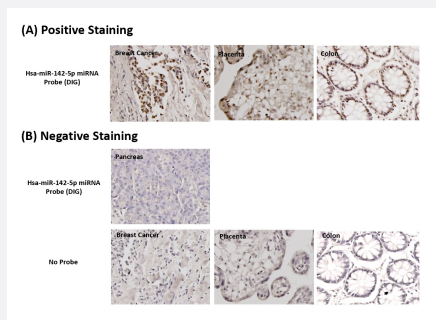 (A) Positive Staining
Breast Cancer
Placenta
Colon
Hsa-miR-142-5p miRNA
Probe (DIG)
(B) Negative Staining
Pancreas
Hsa-miR-142-5p miRNA
Probe (DIG)
Breast Cancer
Placenta
Colon
No Probe